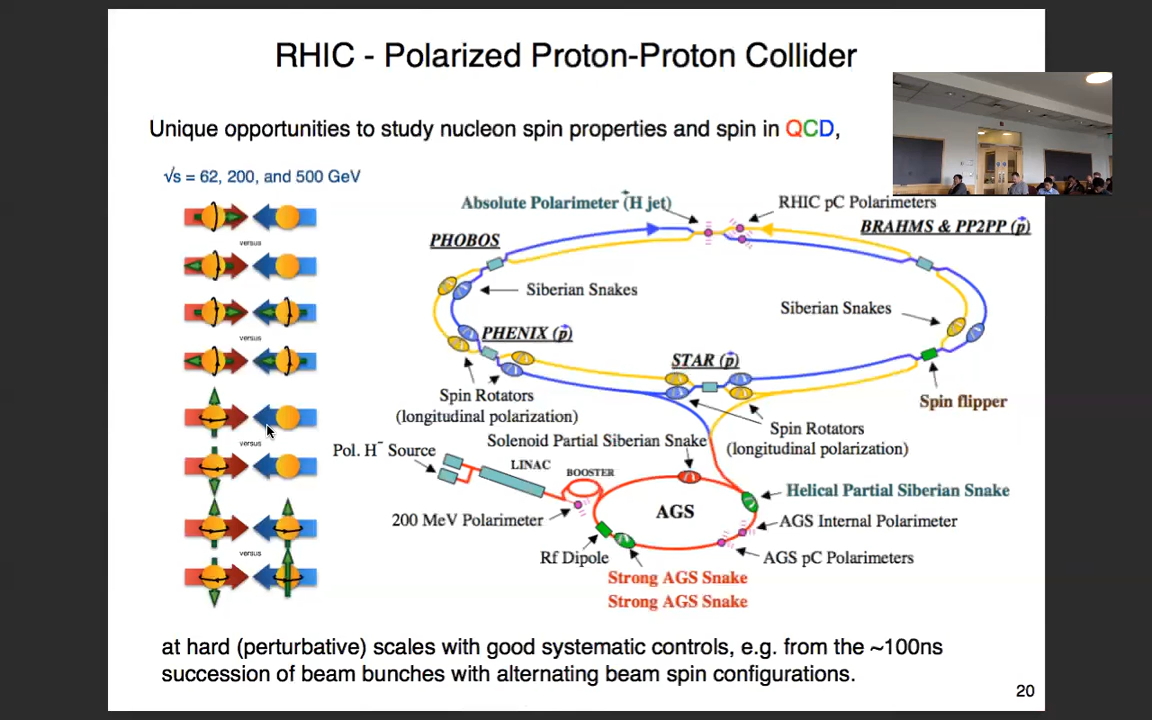 RHIC - Polarized Proton-Proton Collider
Unique opportunities to study nucleon spin properties and spin in QCD,
√s = 62, 200, and 500 GeV
versus
versus
versus
versus
Absolute Polarimeter (H jet)
RHIC pC Polarimeters
BRAHMS & PP2PP (p)
PHOBOS
Siberian Snakes
Siberian Snakes
PHENIX (p)
STAR (p)
Spin Rotators
(longitudinal polarization)
Spin flipper
Spin Rotators
(longitudinal polarization)
Solenoid Partial Siberian Snake
Pol. H⁻ Source
LINAC
BOOSTER
Helical Partial Siberian Snake
AGS
200 MeV Polarimeter
AGS Internal Polarimeter
Rf Dipole
AGS pC Polarimeters
Strong AGS Snake
Strong AGS Snake
at hard (perturbative) scales with good systematic controls, e.g. from the ~100ns
succession of beam bunches with alternating beam spin configurations.
20